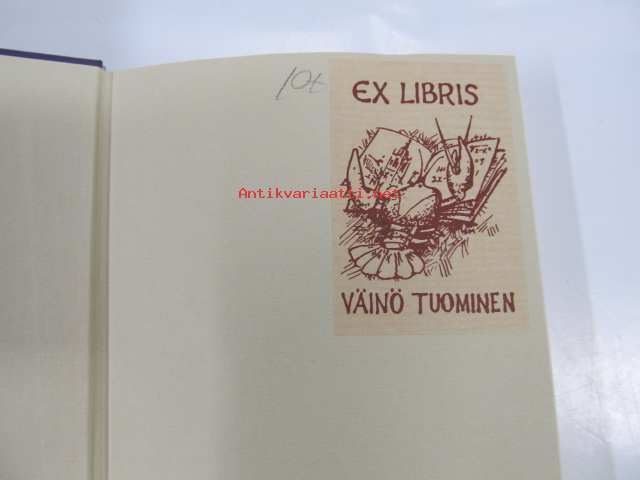 10€
EX LIBRIS
Antikvariaatti.net
VÄINÖ TUOMINEN